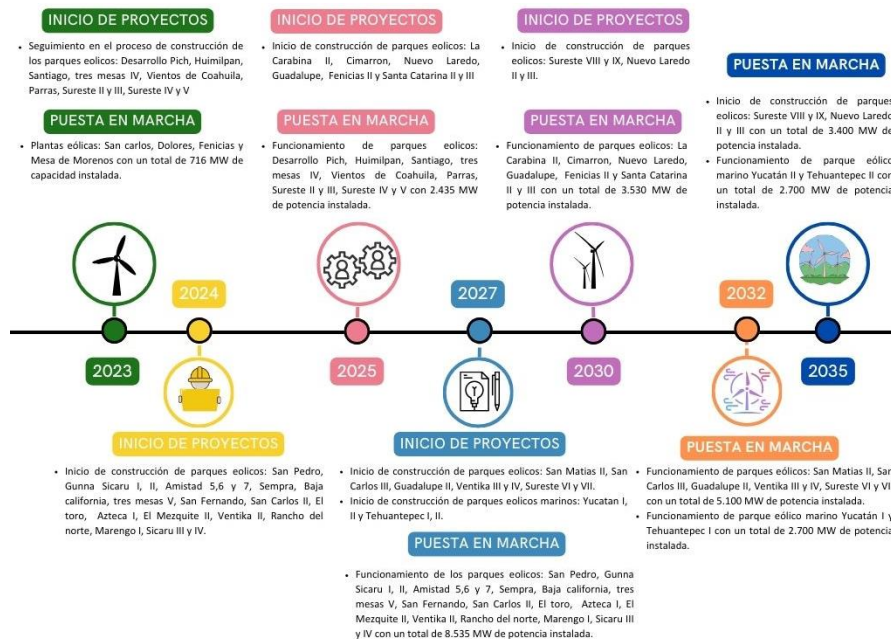 INICIO DE PROYECTOS
• Seguimiento en el proceso de construcción de
los parques eolicos: Desarrollo Pich, Huimilpan,
Santiago, tres mesas IV, Vientos de Coahuila,
Parras, Sureste II y III, Sureste IV y V
PUESTA EN MARCHA
• Plantas eólicas: San carlos, Dolores, Fenicias y
Mesa de Morenos con un total de 716 MW de
capacidad instalada.
INICIO DE PROYECTOS
• Inicio de construcción de parques eolicos: La
Carabina II, Cimarron, Nuevo Laredo,
Guadalupe, Fenicias II y Santa Catarina II y III
PUESTA EN MARCHA
• Funcionamiento de parques eolicos:
Desarrollo Pich, Huimilpan, Santiago, tres
mesas IV, Vientos de Coahuila, Parras,
Sureste II y III, Sureste IV y V con 2.435 MW
de potencia instalada.
INICIO DE PROYECTOS
• Inicio de construcción de parques
eolicos: Sureste VIII y IX, Nuevo Laredo
II y III.
PUESTA EN MARCHA
• Funcionamiento de parques eolicos: La
Carabina II, Cimarron, Nuevo Laredo,
Guadalupe, Fenicias II y Santa Catarina
II y III con un total de 3.530 MW de
potencia instalada.
PUESTA EN MARCHA
• Inicio de construcción de parques
eolicos: Sureste VIII y IX, Nuevo Laredo
II y III con un total de 3.400 MW de
potencia instalada.
• Funcionamiento de parque eólico
marino Yucatán II y Tehuantepec II con
un total de 2.700 MW de potencia
instalada.
2024
2027
2032
2023
2025
2030
2035
INICIO DE PROYECTOS
• Inicio de construcción de parques eolicos: San Pedro,
Gunna Sicaru I, II, Amistad 5,6 y 7, Sempra, Baja
california, tres mesas V, San Fernando, San Carlos II, El
toro, Azteca I, El Mezquite II, Ventika II, Rancho del
norte, Marengo I, Sicaru III y IV.
INICIO DE PROYECTOS
• Inicio de construcción de parques eolicos: San Matias II, San
Carlos III, Guadalupe II, Ventika III y IV, Sureste VI y VII.
• Inicio de construcción de parques eolicos marinos: Yucatan I,
II y Tehuantepec I, II.
PUESTA EN MARCHA
• Funcionamiento de los parques eolicos: San Pedro, Gunna
Sicaru I, II, Amistad 5,6 y 7, Sempra, Baja california, tres
mesas V, San Fernando, San Carlos II, El toro, Azteca I, El
Mezquite II, Ventika II, Rancho del norte, Marengo I, Sicaru III
y IV con un total de 8.535 MW de potencia instalada.
PUESTA EN MARCHA
• Funcionamiento de parques eólicos: San Matias II, San
Carlos III, Guadalupe II, Ventika III y IV, Sureste VI y VII
con un total de 5.100 MW de potencia instalada.
• Funcionamiento de parque eólico marino Yucatán I y
Tehuantepec I con un total de 2.700 MW de potencia
instalada.